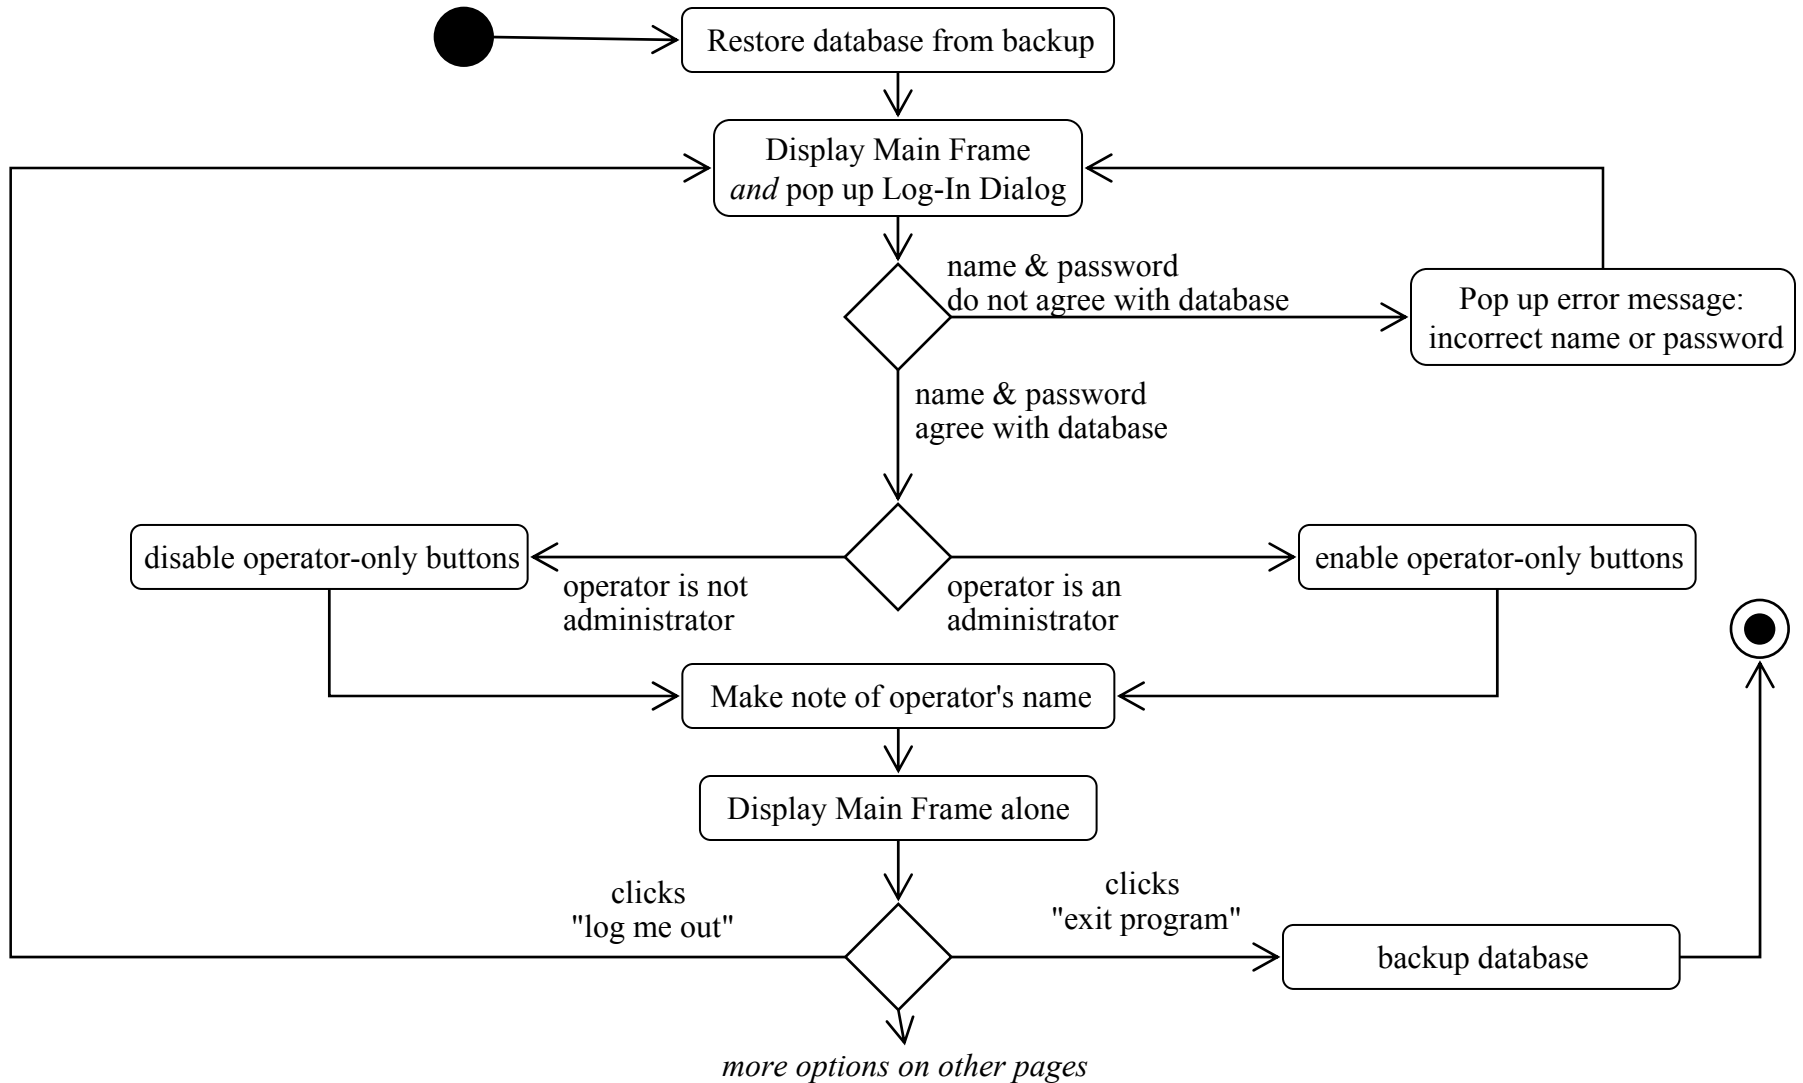 Restore database from backup
Display Main Frame
and pop up Log-In Dialog
name & password
do not agree with database
Pop up error message:
incorrect name or password
name & password
agree with database
disable operator-only buttons
enable operator-only buttons
operator is not
administrator
operator is an
administrator
Make note of operator's name
Display Main Frame alone
clicks
"log me out"
clicks
"exit program"
backup database
more options on other pages